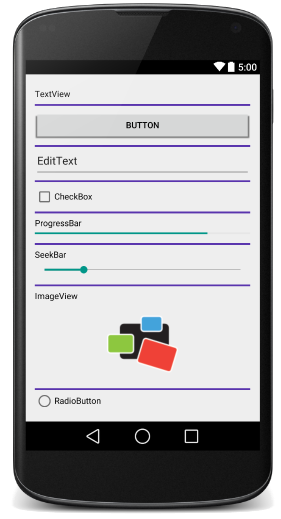 5:00
TextView
BUTTON
EditText
CheckBox
ProgressBar
SeekBar
ImageView
RadioButton